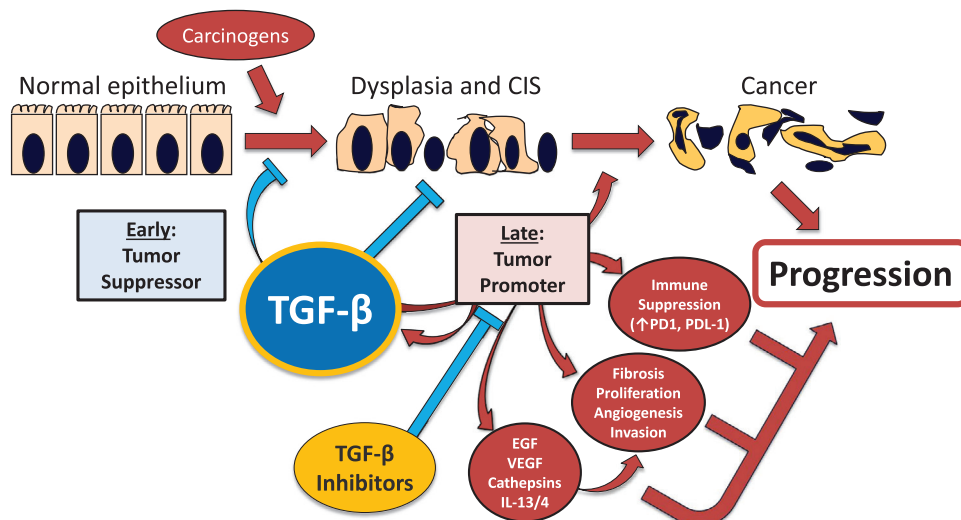 Carcinogens
Normal epithelium
Dysplasia and CIS
Cancer
Early:
Tumor
Suppressor
Late:
Tumor
Promoter
TGF-β
Progression
Immune
Suppression
(↑PD1, PDL-1)
Fibrosis
Proliferation
Angiogenesis
Invasion
TGF-β
Inhibitors
EGF
VEGF
Cathepsins
IL-13/4